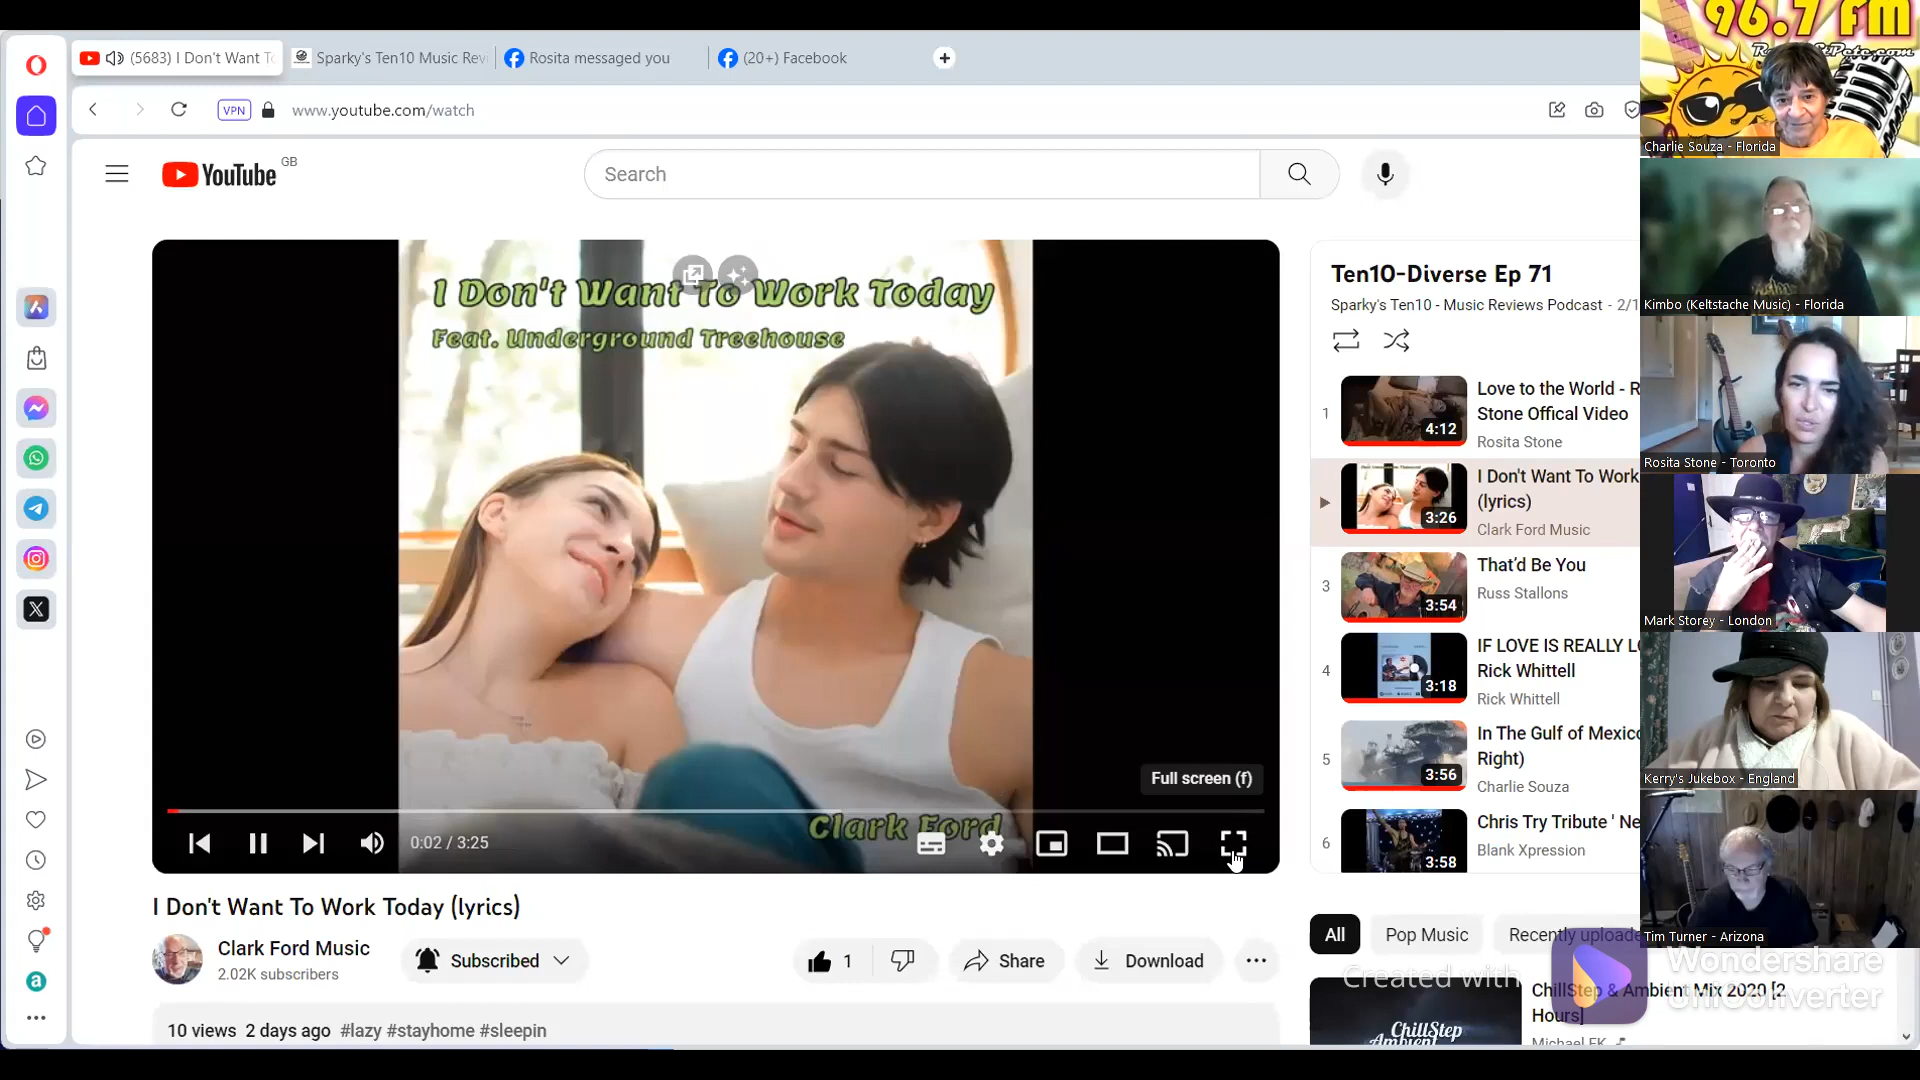 (5683) I Don't Want To
Sparky's Ten10 Music Rev
Rosita messaged you
(20+) Facebook
VPN
www.youtube.com/watch
YouTube
GB
Search
I Don't Want To Work Today
Feat. Underground Treehouse
Clark Ford
Full screen (f)
0:02 / 3:25
I Don't Want To Work Today (lyrics)
Clark Ford Music
2.02K subscribers
Subscribed
1
Share
Download
10 views 2 days ago #lazy #stayhome #sleepin
Ten10-Diverse Ep 71
Sparky's Ten10 - Music Reviews Podcast - 2/1
1
4:12
Love to the World - R
Stone Offical Video
Rosita Stone
3:26
I Don't Want To Work
(lyrics)
Clark Ford Music
3
3:54
That'd Be You
Russ Stallons
4
3:18
IF LOVE IS REALLY L
Rick Whittell
Rick Whittell
5
3:56
In The Gulf of Mexico
Right)
Charlie Souza
6
3:58
Chris Try Tribute ' Ne
Blank Xpression
All
Pop Music
Recently uploade
ChillStep
Ambient
ChillStep & Ambient Mix 2020 [2
Hours]
Michael FK
96.7 FM
Charlie Souza - Florida
Kimbo (Keltstache Music) - Florida
Rosita Stone - Toronto
Mark Storey - London
Kerry's Jukebox - England
Tim Turner - Arizona
Created with
Wondershare
UniConverter